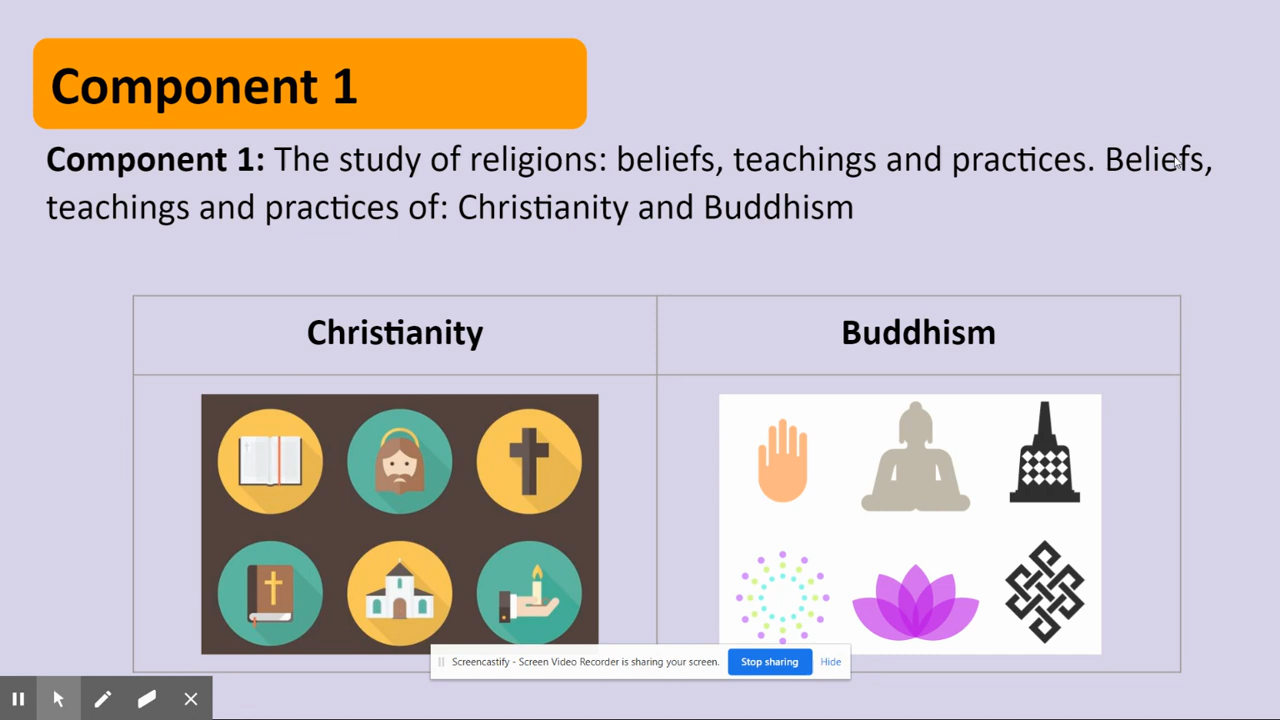 Component 1
Component 1: The study of religions: beliefs, teachings and practices. Beliefs,
teachings and practices of: Christianity and Buddhism
Christianity
Buddhism
Screencastify - Screen Video Recorder is sharing your screen.
Stop sharing
Hide